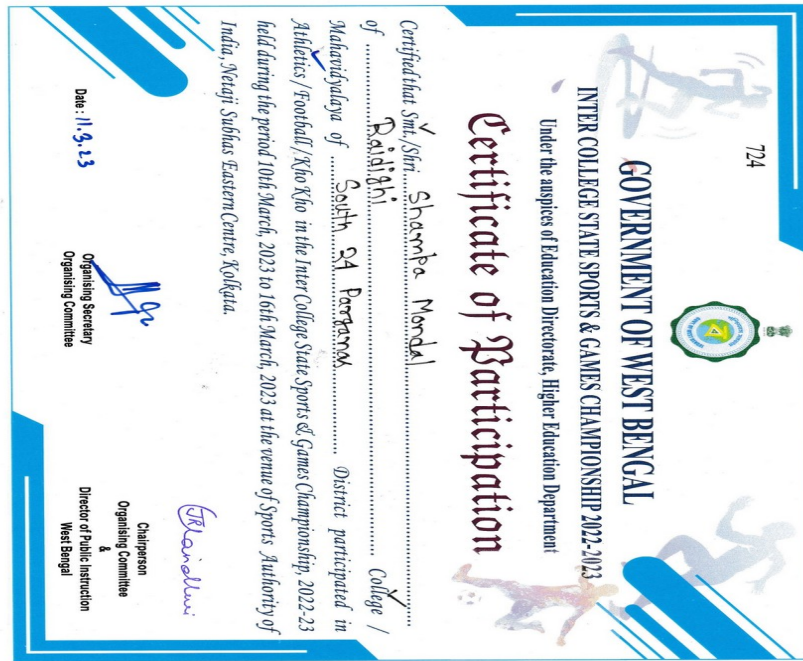 724
GOVERNMENT OF WEST BENGAL
INTER COLLEGE STATE SPORTS & GAMES CHAMPIONSHIP 2022-2023
Under the auspices of Education Directorate, Higher Education Department
Certificate of Participation
Certified that Smt./Shri. Shampa Mondal
of Raidighi College /
Mahavidyalaya of South 24 Parganas District participated in
Athletics / Football / Kho Kho in the Inter College State Sports & Games Championship, 2022-23
held during the period 10th March, 2023 to 16th March, 2023 at the venue of Sports Authority of
India, Netaji Subhas Eastern Centre, Kolkata.
Date : 11.3.23
Organising Secretary
Organising Committee
Chairperson
Organising Committee
&
Director of Public Instruction
West Bengal